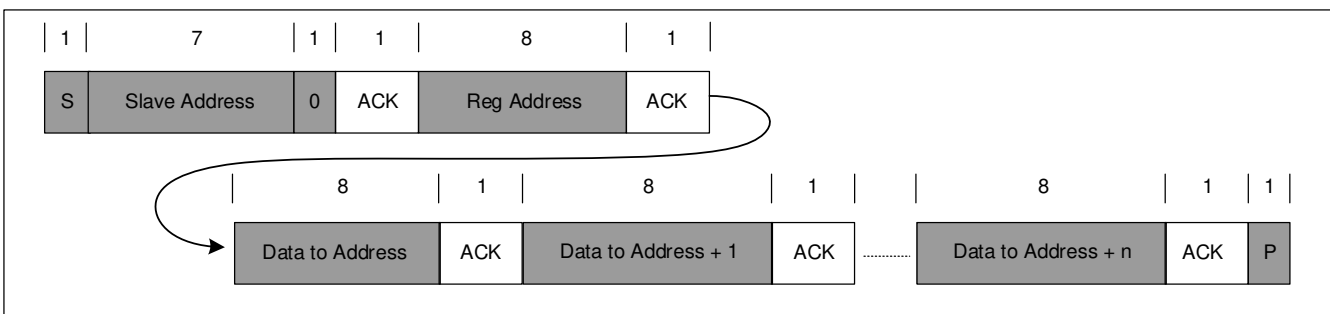 1 7 1 1 8 1
S Slave Address 0 ACK Reg Address ACK
8 1 8 1 8 1 1
Data to Address ACK Data to Address + 1 ACK Data to Address + n ACK P